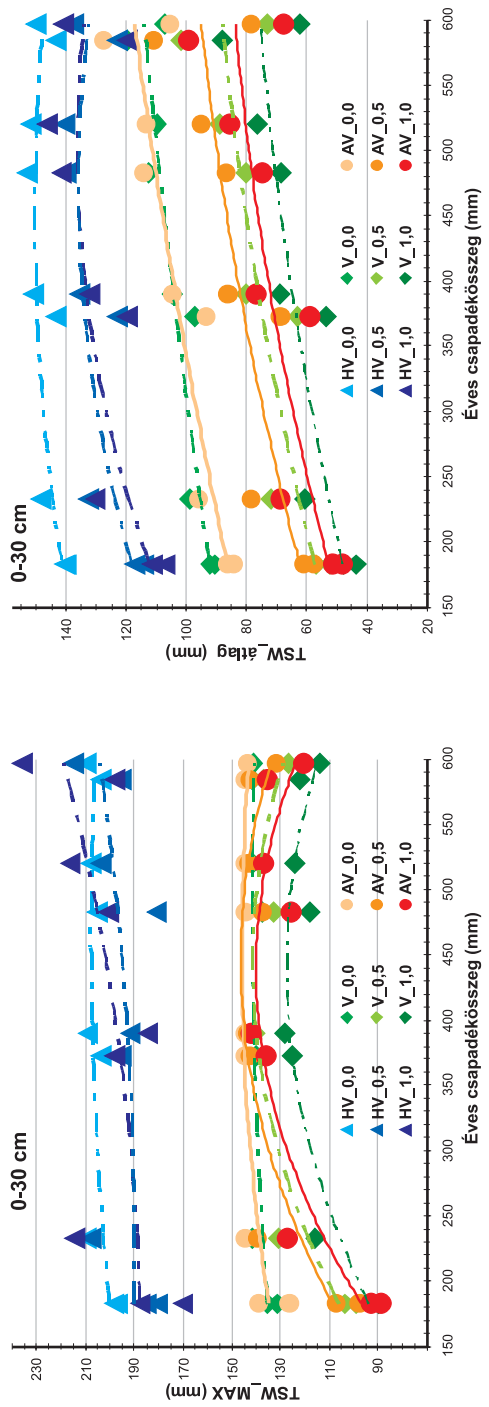 0-30 cm
TSW_MAX (mm)
230
210
190
170
150
130
110
90
150 200 250 300 350 400 450 500 550 600
Éves csapadékösszeg (mm)
HV_0,0 V_0,0 AV_0,0
HV_0,5 V_0,5 AV_0,5
HV_1,0 V_1,0 AV_1,0
0-30 cm
TSW_átlag (mm)
140
120
100
80
60
40
20
150 200 250 300 350 400 450 500 550 600
Éves csapadékösszeg (mm)
HV_0,0 V_0,0 AV_0,0
HV_0,5 V_0,5 AV_0,5
HV_1,0 V_1,0 AV_1,0